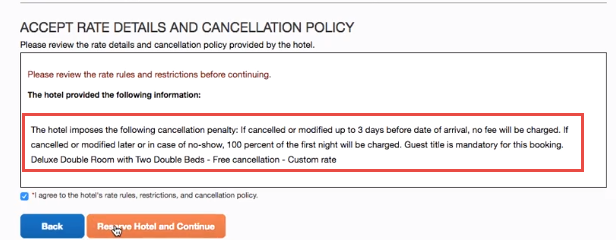 ACCEPT RATE DETAILS AND CANCELLATION POLICY
Please review the rate details and cancellation policy provided by the hotel.
Please review the rate rules and restrictions before continuing.
The hotel provided the following information:
The hotel imposes the following cancellation penalty: If cancelled or modified up to 3 days before date of arrival, no fee will be charged. If
cancelled or modified later or in case of no-show, 100 percent of the first night will be charged. Guest title is mandatory for this booking.
Deluxe Double Room with Two Double Beds - Free cancellation - Custom rate
*I agree to the hotel's rate rules, restrictions, and cancellation policy.
Back
Reserve Hotel and Continue